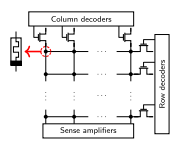 Column decoders
Row decoders
Sense amplifiers